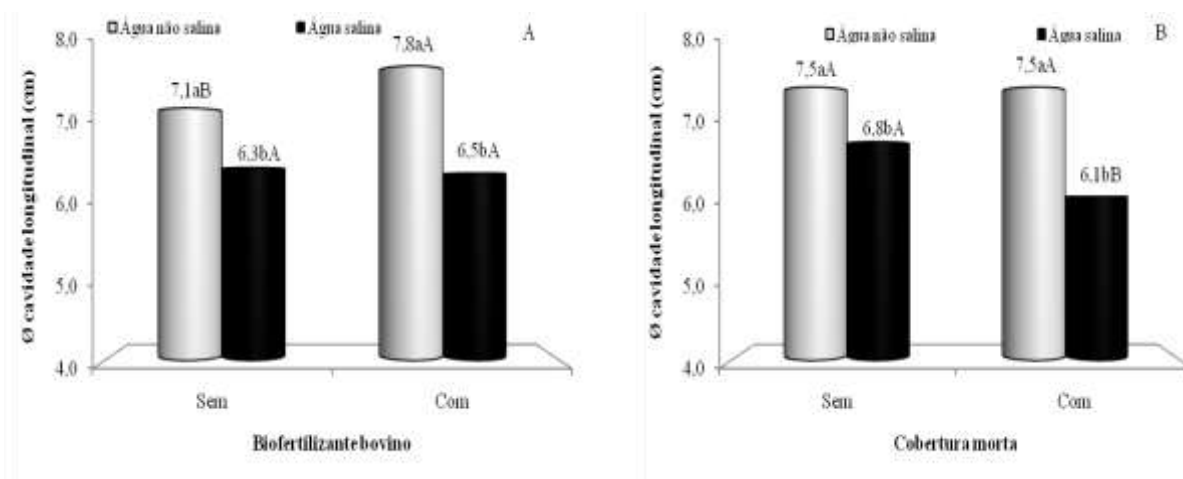 Água não salina Água salina A
8,0
7,0
6,0
5,0
4,0
Ø cavidade longitudinal (cm)
7,1aB
6,3bA
7,8aA
6,5bA
Sem Com
Biofertilizante bovino
Água não salina Água salina B
8,0
7,0
6,0
5,0
4,0
Ø cavidade longitudinal (cm)
7,5aA
6,8bA
7,5aA
6,1bB
Sem Com
Cobertura morta